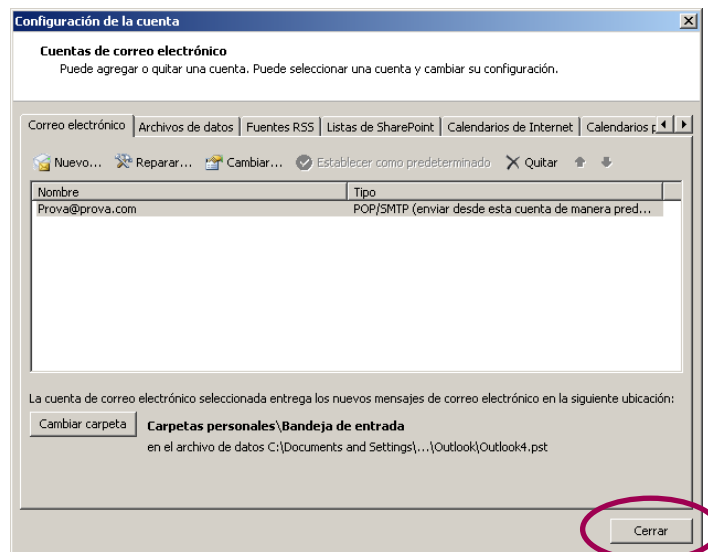 Configuración de la cuenta
Cuentas de correo electrónico
Puede agregar o quitar una cuenta. Puede seleccionar una cuenta y cambiar su configuración.
Correo electrónico Archivos de datos Fuentes RSS Listas de SharePoint Calendarios de Internet Calendarios p
Nuevo... Reparar... Cambiar... Establecer como predeterminado Quitar
Nombre Tipo
Prova@prova.com POP/SMTP (enviar desde esta cuenta de manera pred...
La cuenta de correo electrónico seleccionada entrega los nuevos mensajes de correo electrónico en la siguiente ubicación:
Cambiar carpeta Carpetas personales\Bandeja de entrada
en el archivo de datos C:\Documents and Settings\...\Outlook\Outlook4.pst
Cerrar